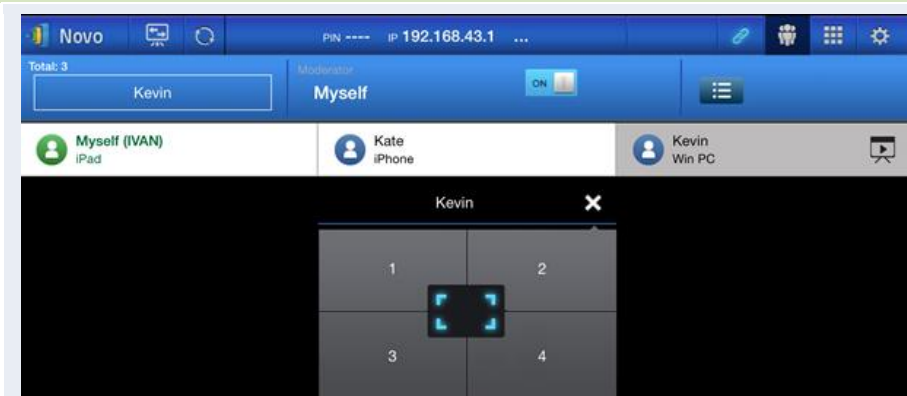 Novo PIN ---- IP 192.168.43.1 ...
Total: 3
Kevin
Moderator
Myself
ON
Myself (IVAN)
iPad
Kate
iPhone
Kevin
Win PC
Kevin
1 2
3 4